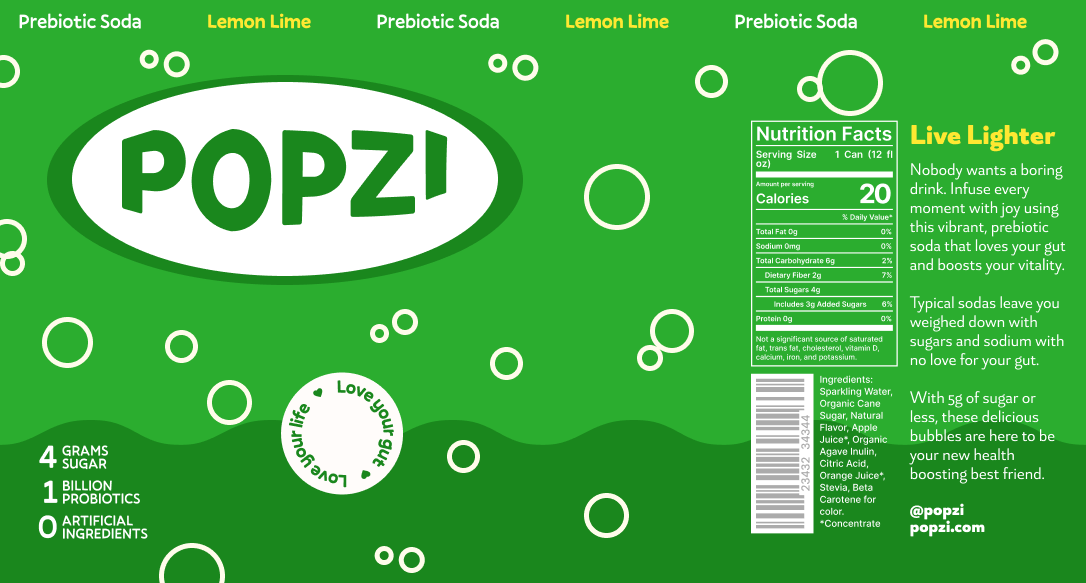 Prebiotic Soda Lemon Lime Prebiotic Soda Lemon Lime Prebiotic Soda Lemon Lime
POPZI
Love your gut ♥ Love your life ♥
4 GRAMS
SUGAR
1 BILLION
PROBIOTICS
0 ARTIFICIAL
INGREDIENTS
Nutrition Facts
Serving Size 1 Can (12 fl
oz)
Amount per serving
Calories 20
% Daily Value*
Total Fat 0g 0%
Sodium 0mg 0%
Total Carbohydrate 6g 2%
Dietary Fiber 2g 7%
Total Sugars 4g
Includes 3g Added Sugars 6%
Protein 0g 0%
Not a significant source of saturated
fat, trans fat, cholesterol, vitamin D,
calcium, iron, and potassium.
23432 34344
Ingredients:
Sparkling Water,
Organic Cane
Sugar, Natural
Flavor, Apple
Juice*, Organic
Agave Inulin,
Citric Acid,
Orange Juice*,
Stevia, Beta
Carotene for
color.
*Concentrate
Live Lighter
Nobody wants a boring
drink. Infuse every
moment with joy using
this vibrant, prebiotic
soda that loves your gut
and boosts your vitality.
Typical sodas leave you
weighed down with
sugars and sodium with
no love for your gut.
With 5g of sugar or
less, these delicious
bubbles are here to be
your new health
boosting best friend.
@popzi
popzi.com